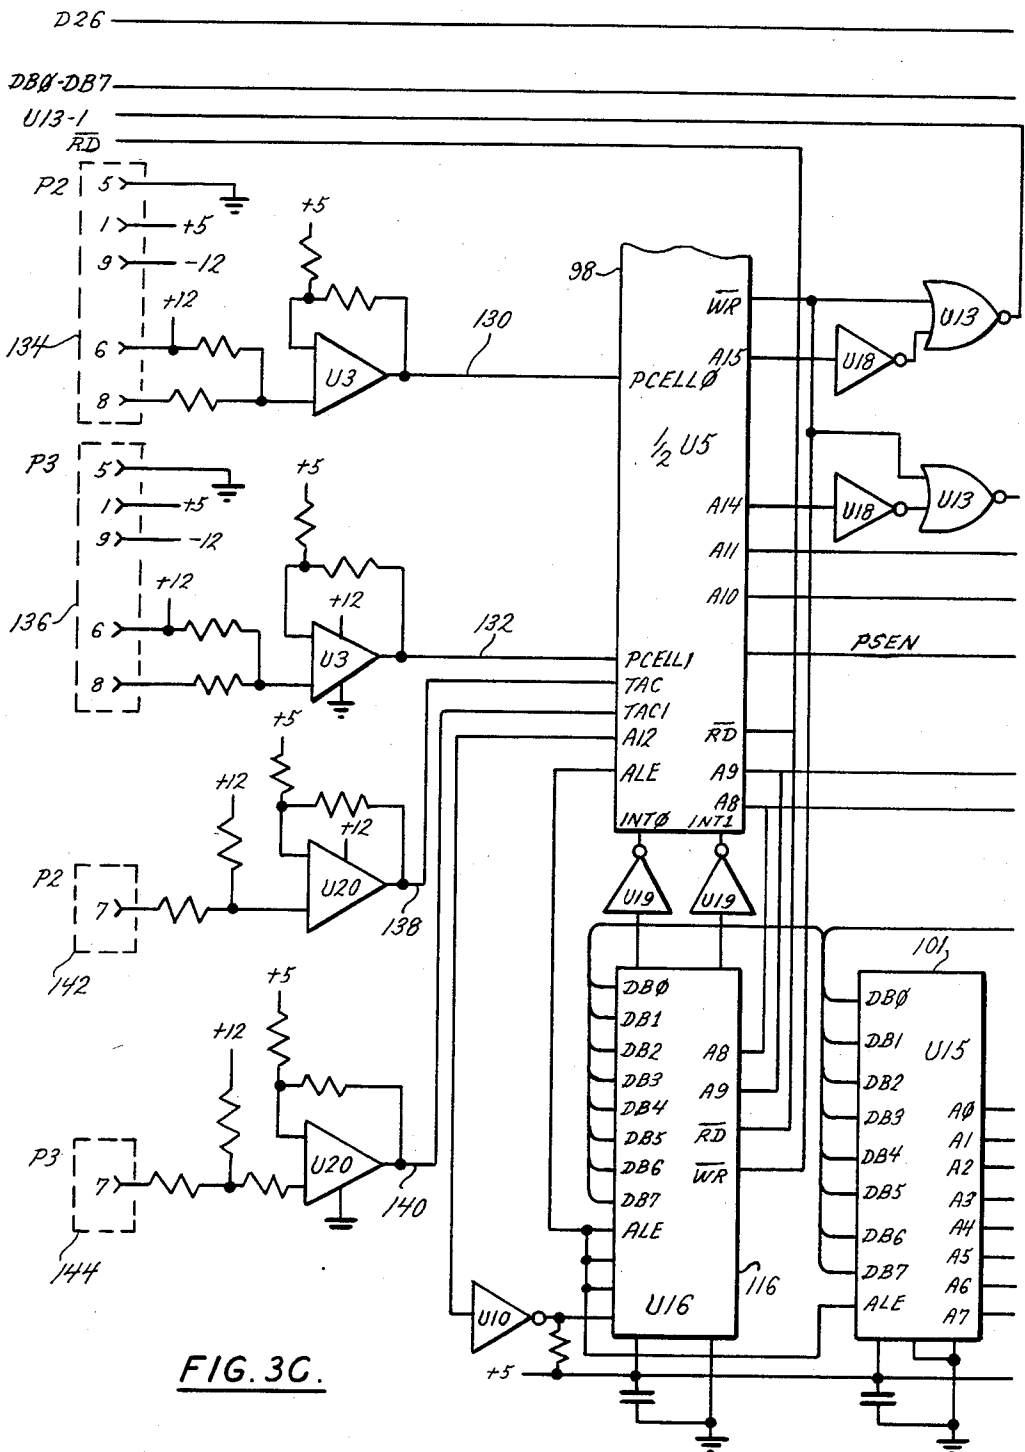 D26
DBØ-DB7
U13-1
RD
P2
5
1
+5
9
-12
+12
6
8
134
+5
U3
130
98
WR
A15
PCELLØ
1/2 U5
A14
A11
A10
PSEN
U18
U13
U18
U13
P3
5
1
+5
9
-12
+12
6
8
136
+5
+12
U3
132
PCELL1
TAC
TAC1
A12
ALE
INTØ
INT1
RD
A9
A8
+5
+12
+12
P2
7
142
U20
138
U19
U19
+5
+12
P3
7
144
U20
140
DBØ
DB1
DB2
DB3
DB4
DB5
DB6
DB7
ALE
A8
A9
RD
WR
U16
116
101
DBØ
DB1
DB2
DB3
DB4
DB5
DB6
DB7
ALE
U15
AØ
A1
A2
A3
A4
A5
A6
A7
U10
+5
FIG. 3C.